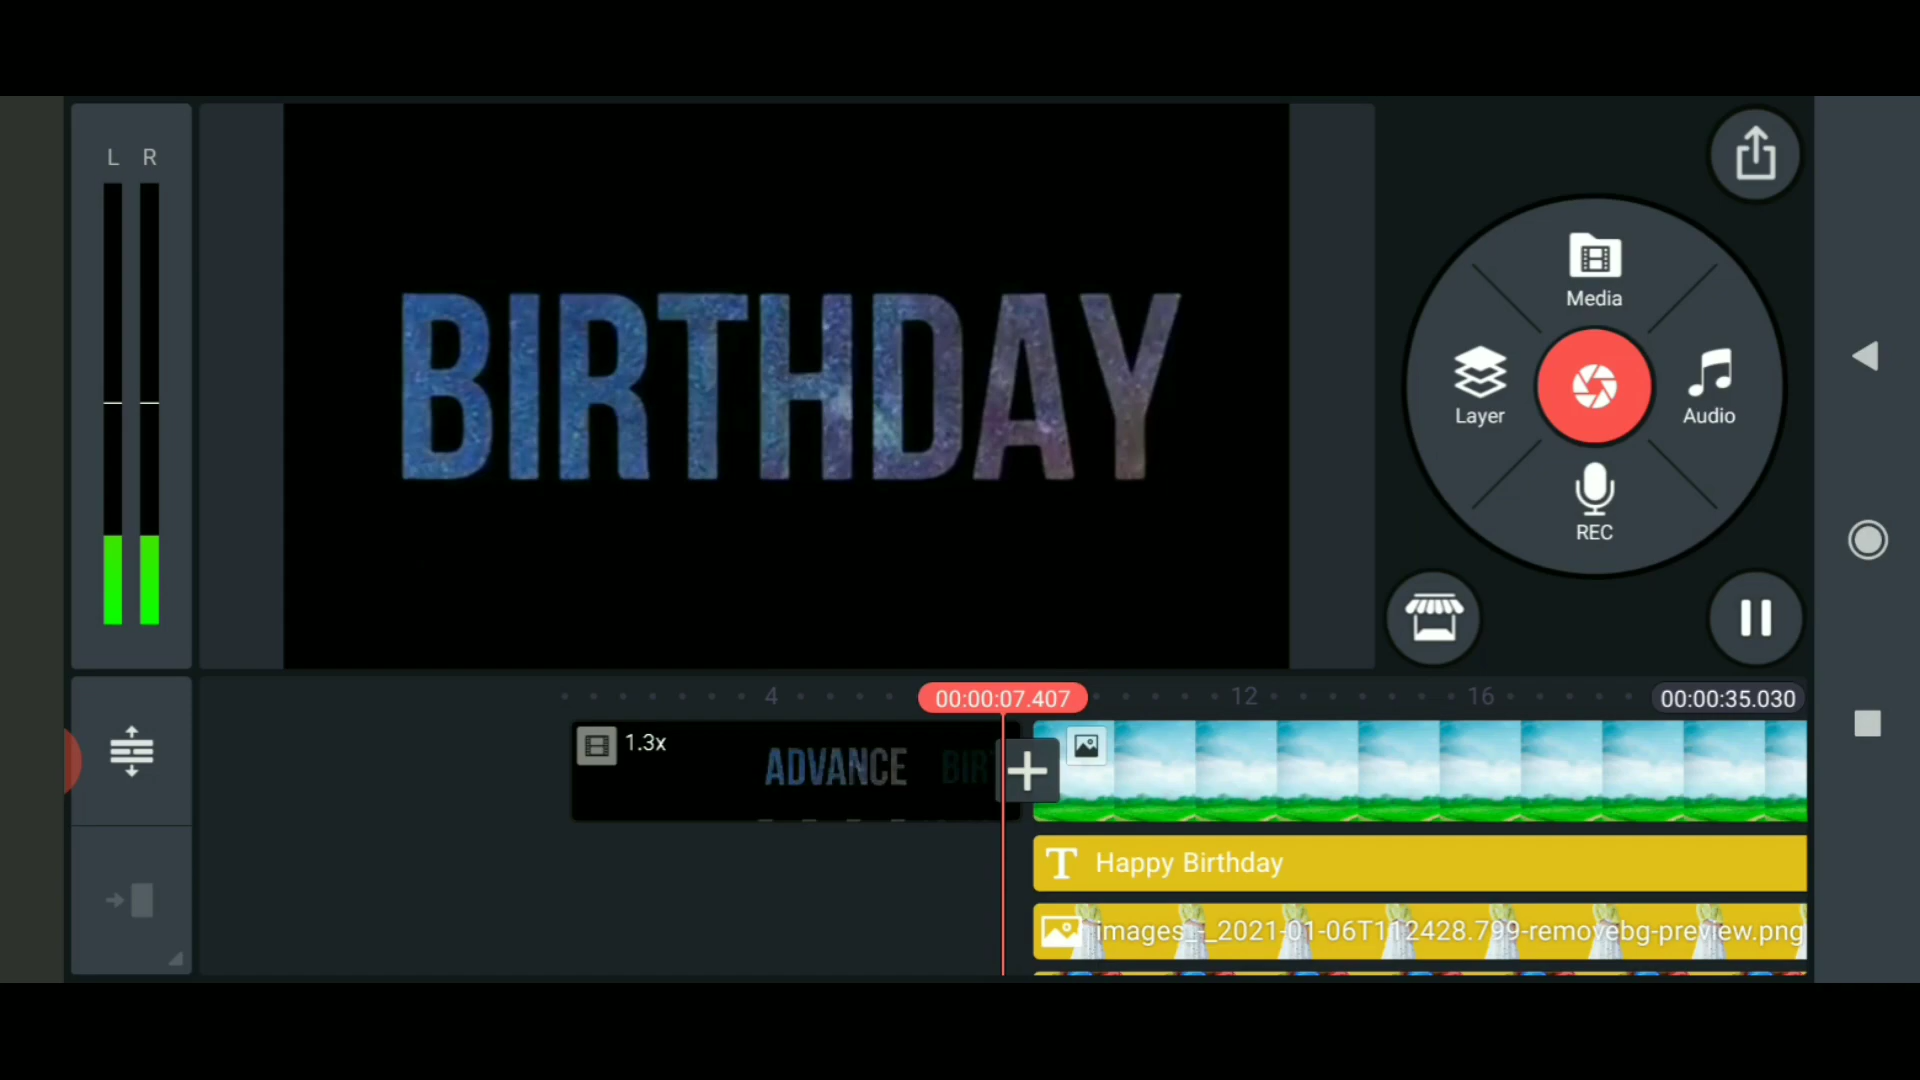 L R
BIRTHDAY
Media
Layer
Audio
REC
4
00:00:07.407
12
16
00:00:35.030
1.3x
ADVANCE
BIRT
Happy Birthday
images_-_2021-01-06T112428.799-removebg-preview.png